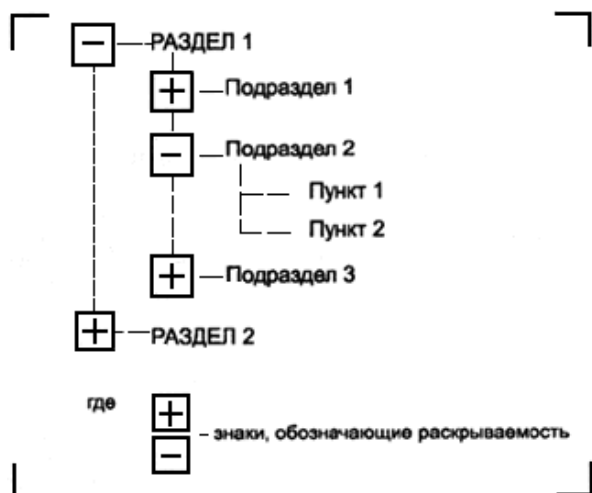 РАЗДЕЛ 1
Подраздел 1
Подраздел 2
Пункт 1
Пункт 2
Подраздел 3
РАЗДЕЛ 2
где
– знаки, обозначающие раскрываемость